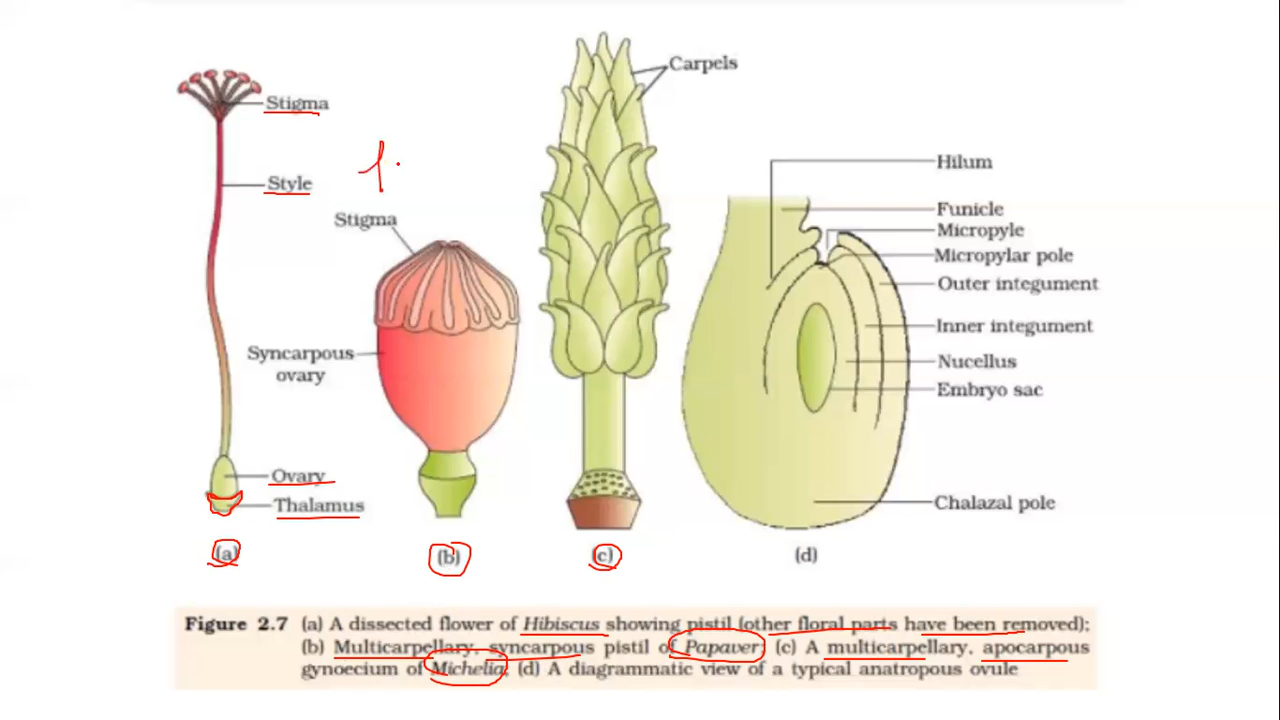 Carpels
Stigma
Style
Stigma
Syncarpous
ovary
Ovary
Thalamus
Hilum
Funicle
Micropyle
Micropylar pole
Outer integument
Inner integument
Nucellus
Embryo sac
Chalazal pole
(a)
(b)
(c)
(d)
Figure 2.7 (a) A dissected flower of Hibiscus showing pistil (other floral parts have been removed);
(b) Multicarpellary, syncarpous pistil of Papaver; (c) A multicarpellary, apocarpous
gynoecium of Michelia; (d) A diagrammatic view of a typical anatropous ovule